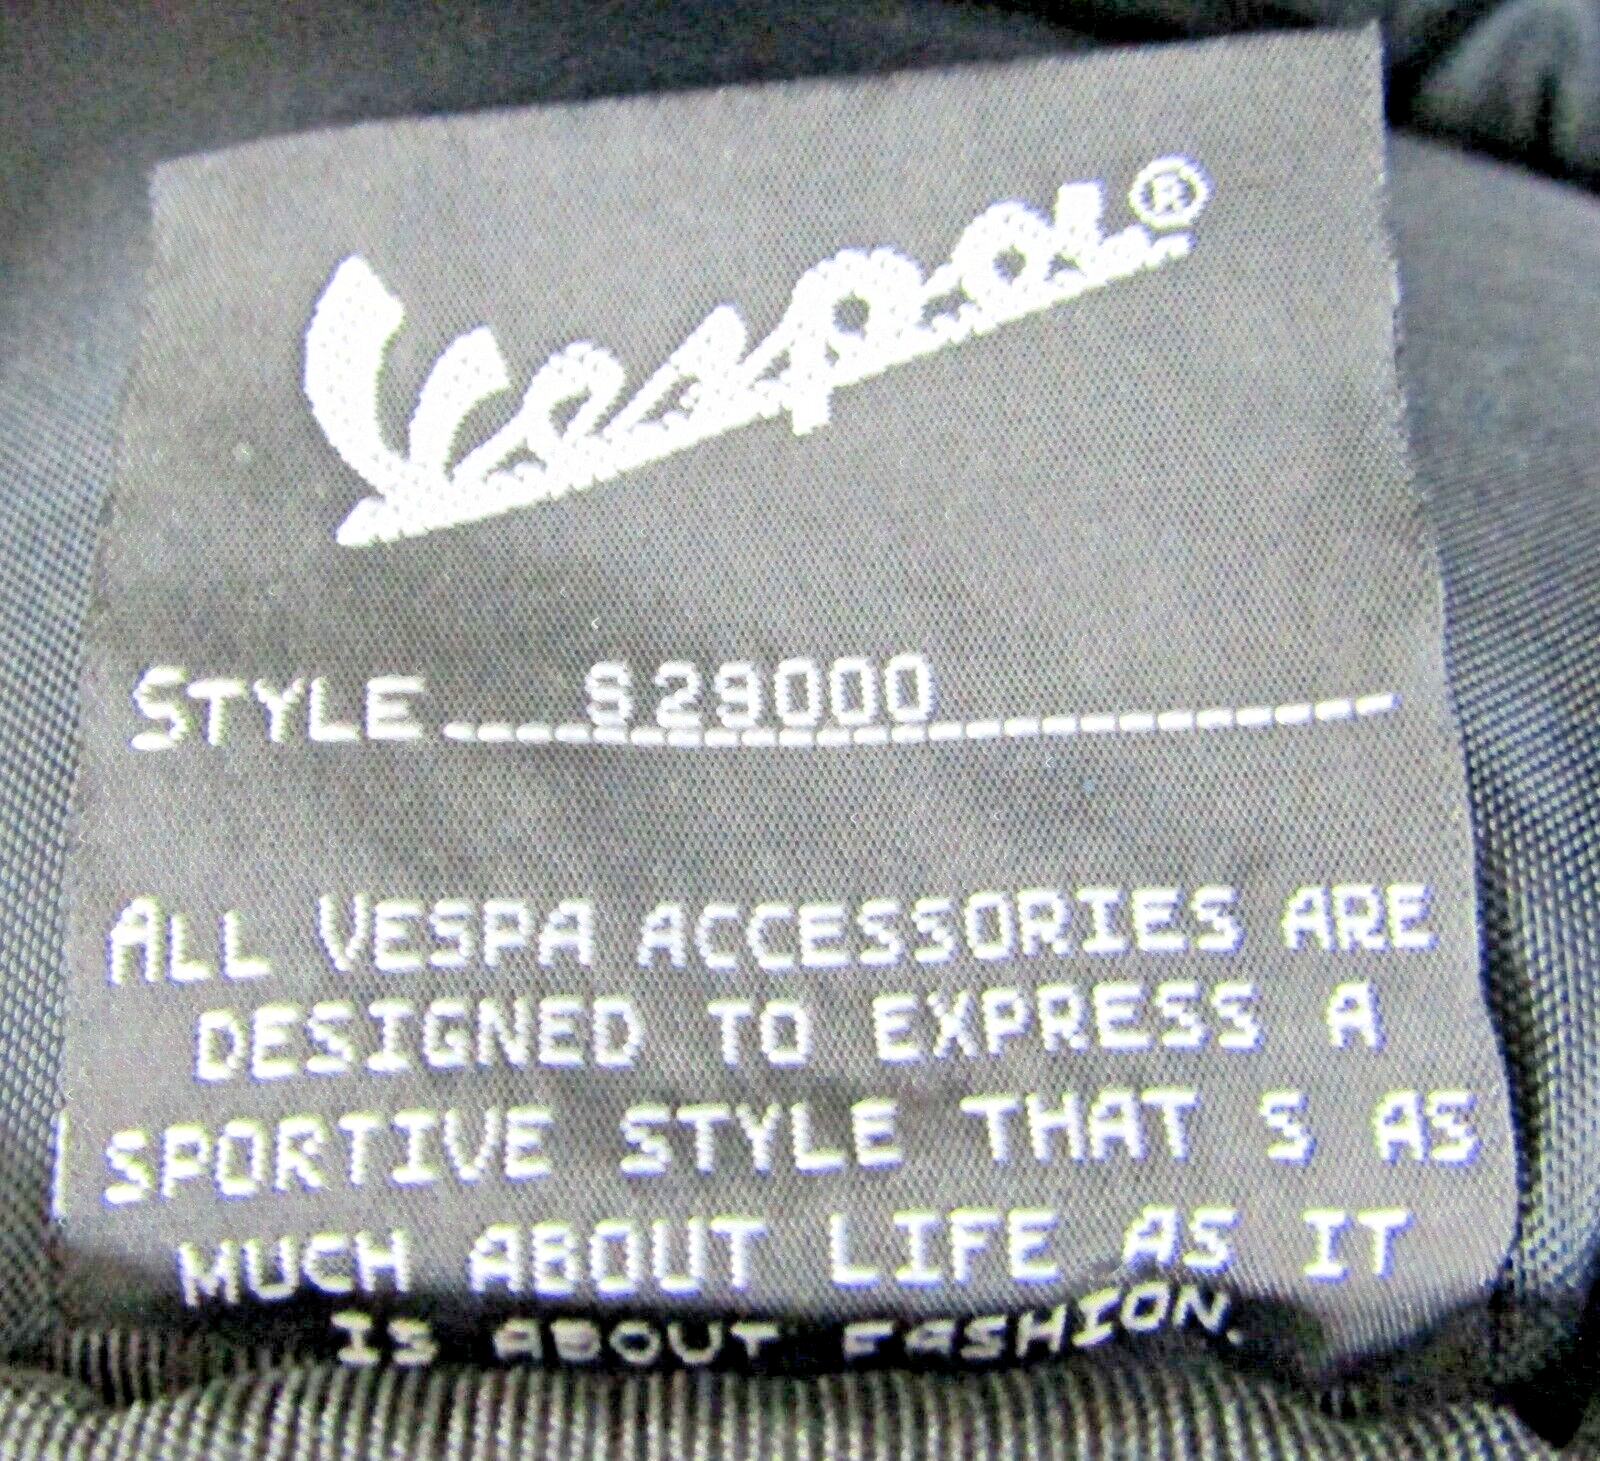 Vespa®
STYLE S29000
ALL VESPA ACCESSORIES ARE
DESIGNED TO EXPRESS A
SPORTIVE STYLE THAT S AS
MUCH ABOUT LIFE AS IT
IS ABOUT FASHION.